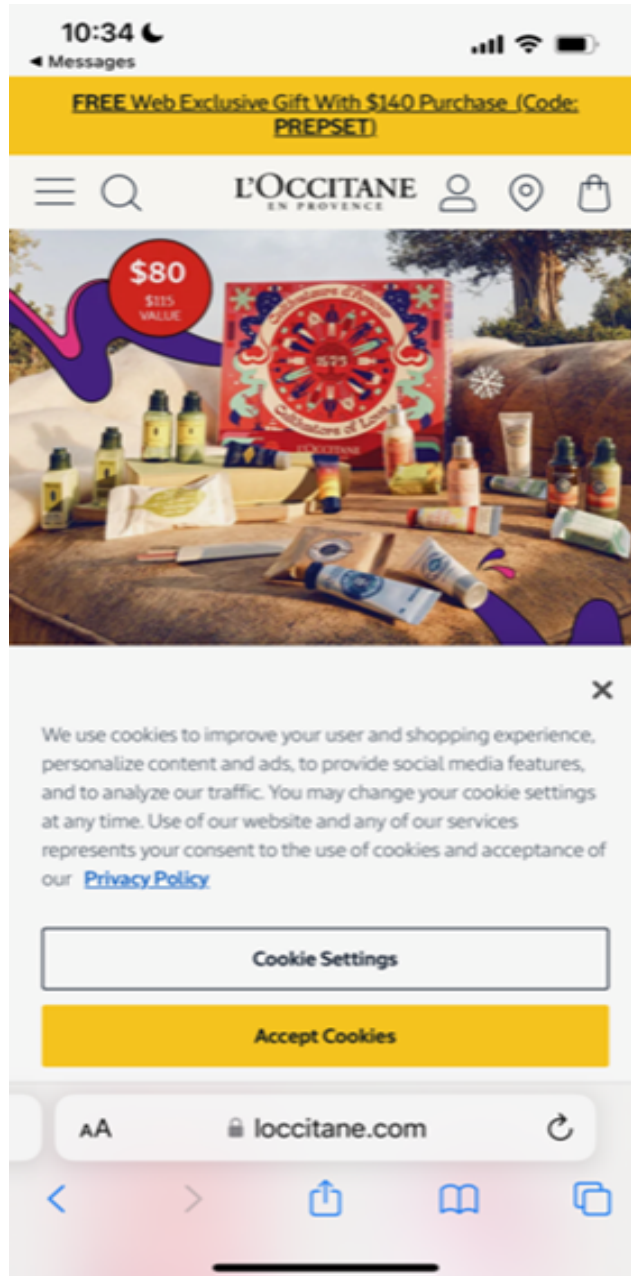 10:34
◀ Messages
FREE Web Exclusive Gift With $140 Purchase (Code:
PREPSET)
L'OCCITANE
EN PROVENCE
$80
$115
VALUE
Cultivators of Love
L'OCCITANE
We use cookies to improve your user and shopping experience,
personalize content and ads, to provide social media features,
and to analyze our traffic. You may change your cookie settings
at any time. Use of our website and any of our services
represents your consent to the use of cookies and acceptance of
our Privacy Policy
Cookie Settings
Accept Cookies
AA
loccitane.com